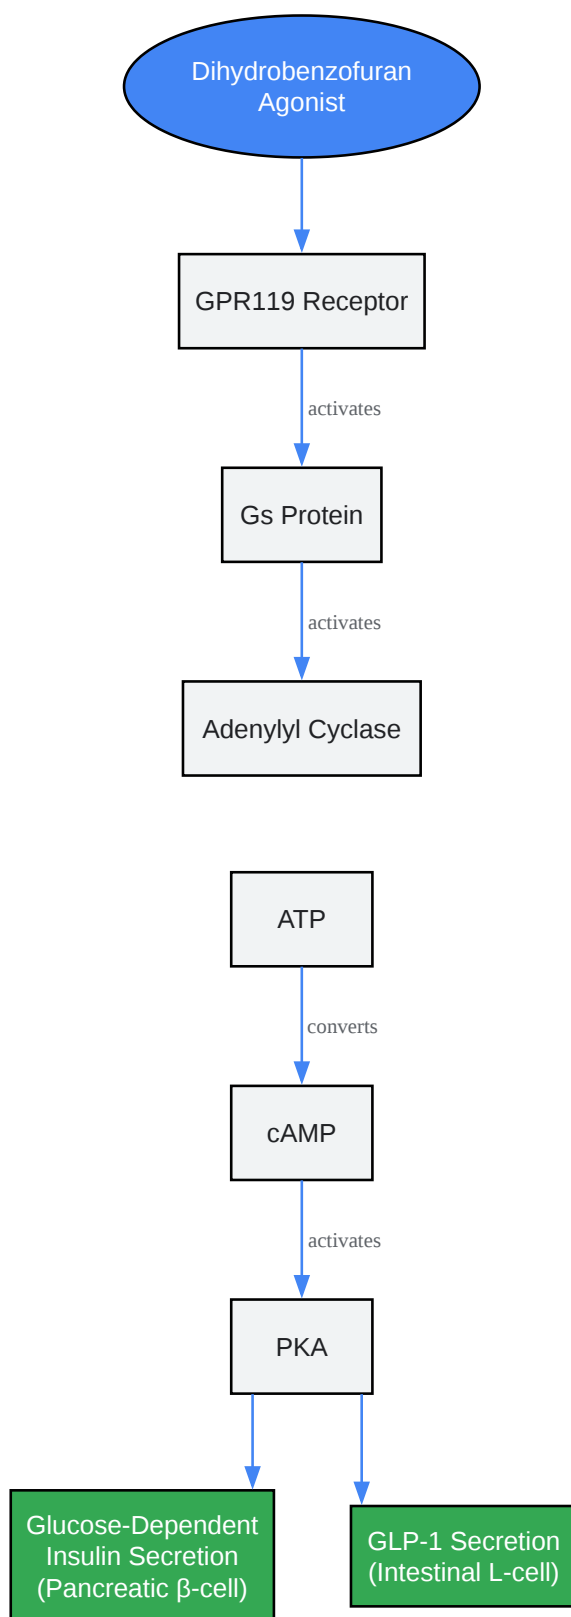 Dihydrobenzofuran
Agonist
GPR119 Receptor
activates
Gs Protein
activates
Adenylyl Cyclase
ATP
converts
cAMP
activates
PKA
Glucose-Dependent
Insulin Secretion
(Pancreatic β-cell)
GLP-1 Secretion
(Intestinal L-cell)